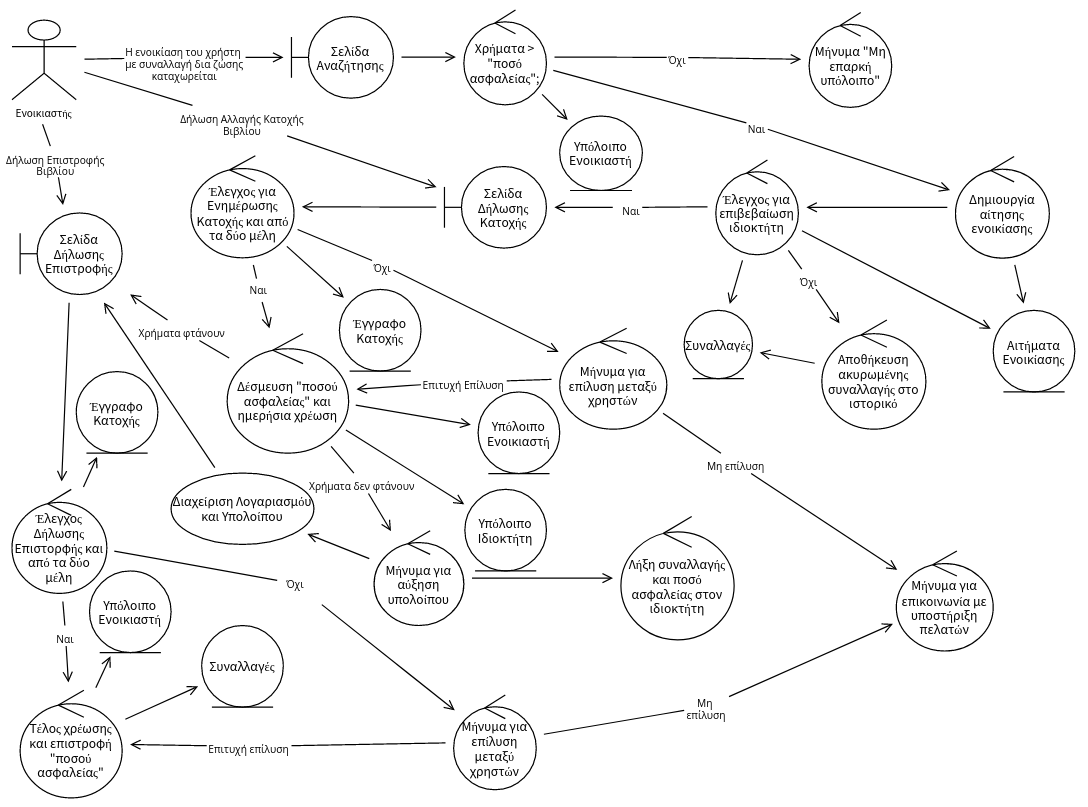 Η ενοικίαση του χρήστη
με συναλλαγή δια ζώσης
καταχωρείται
Σελίδα
Αναζήτησης
Χρήματα >
"ποσό
ασφαλείας";
Όχι
Μήνυμα "Μη
επαρκή
υπόλοιπο"
Ενοικιαστής
Δήλωση Αλλαγής Κατοχής
Βιβλίου
Ναι
Υπόλοιπο
Ενοικιαστή
Δήλωση Επιστροφής
Βιβλίου
Έλεγχος για
Ενημέρωσης
Κατοχής και από
τα δύο μέλη
Σελίδα
Δήλωσης
Κατοχής
Ναι
Έλεγχος για
επιβεβαίωση
ιδιοκτήτη
Δημιουργία
αίτησης
ενοικίασης
Σελίδα
Δήλωσης
Επιστροφής
Ναι
Όχι
Όχι
Χρήματα φτάνουν
Έγγραφο
Κατοχής
Συναλλαγές
Αποθήκευση
ακυρωμένης
συναλλαγής στο
ιστορικό
Αιτήματα
Ενοικίασης
Δέσμευση "ποσού
ασφαλείας" και
ημερήσια χρέωση
Επιτυχή Επίλυση
Μήνυμα για
επίλυση μεταξύ
χρηστών
Έγγραφο
Κατοχής
Υπόλοιπο
Ενοικιαστή
Μη επίλυση
Χρήματα δεν φτάνουν
Διαχείριση Λογαριασμόυ
και Υπολοίπου
Υπόλοιπο
Ιδιοκτήτη
Έλεγχος
Δήλωσης
Επιστορφής και
από τα δύο
μέλη
Μήνυμα για
αύξηση
υπολοίπου
Λήξη συναλλαγής
και ποσό
ασφαλείας στον
ιδιοκτήτη
Μήνυμα για
επικοινωνία με
υποστήριξη
πελατών
Όχι
Υπόλοιπο
Ενοικιαστή
Ναι
Συναλλαγές
Τέλος χρέωσης
και επιστροφή
"ποσού
ασφαλείας"
Επιτυχή επίλυση
Μήνυμα για
επίλυση
μεταξύ
χρηστών
Μη
επίλυση